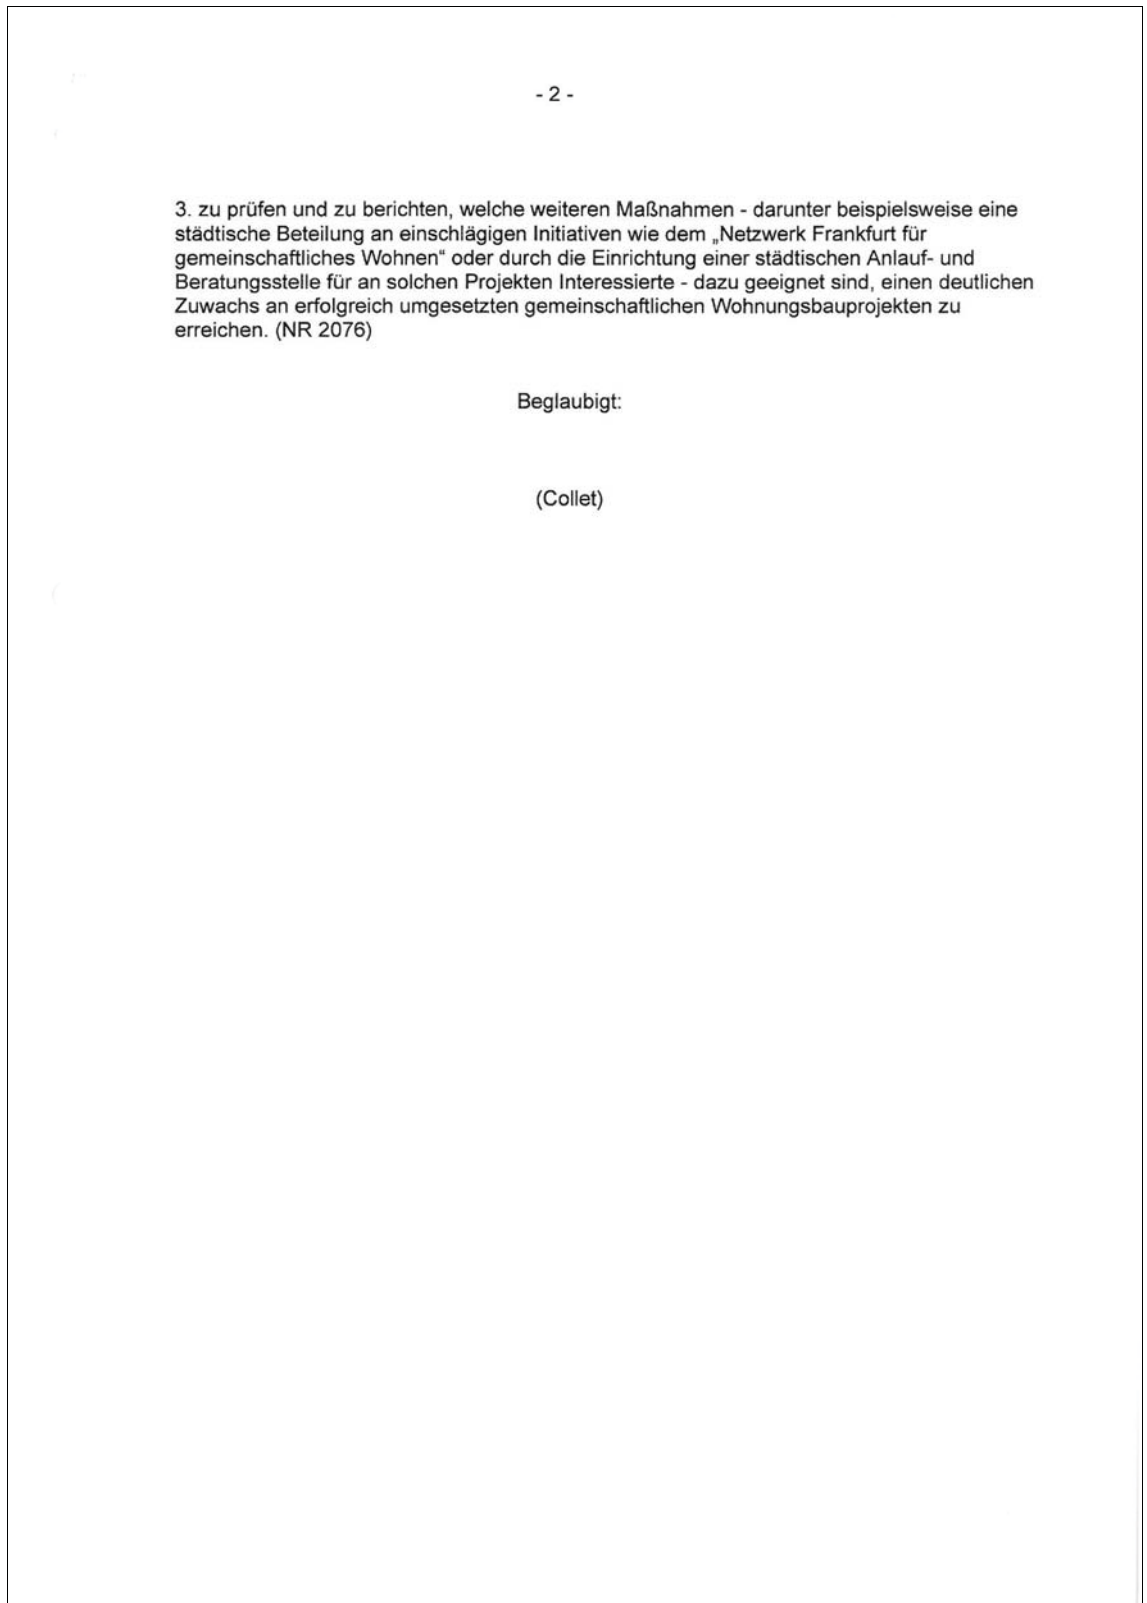 - 2 -
3. zu prüfen und zu berichten, welche weiteren Maßnahmen - darunter beispielsweise eine
städtische Beteilung an einschlägigen Initiativen wie dem „Netzwerk Frankfurt für
gemeinschaftliches Wohnen“ oder durch die Einrichtung einer städtischen Anlauf- und
Beratungsstelle für an solchen Projekten Interessierte - dazu geeignet sind, einen deutlichen
Zuwachs an erfolgreich umgesetzten gemeinschaftlichen Wohnungsbauprojekten zu
erreichen. (NR 2076)
Beglaubigt:
(Collet)